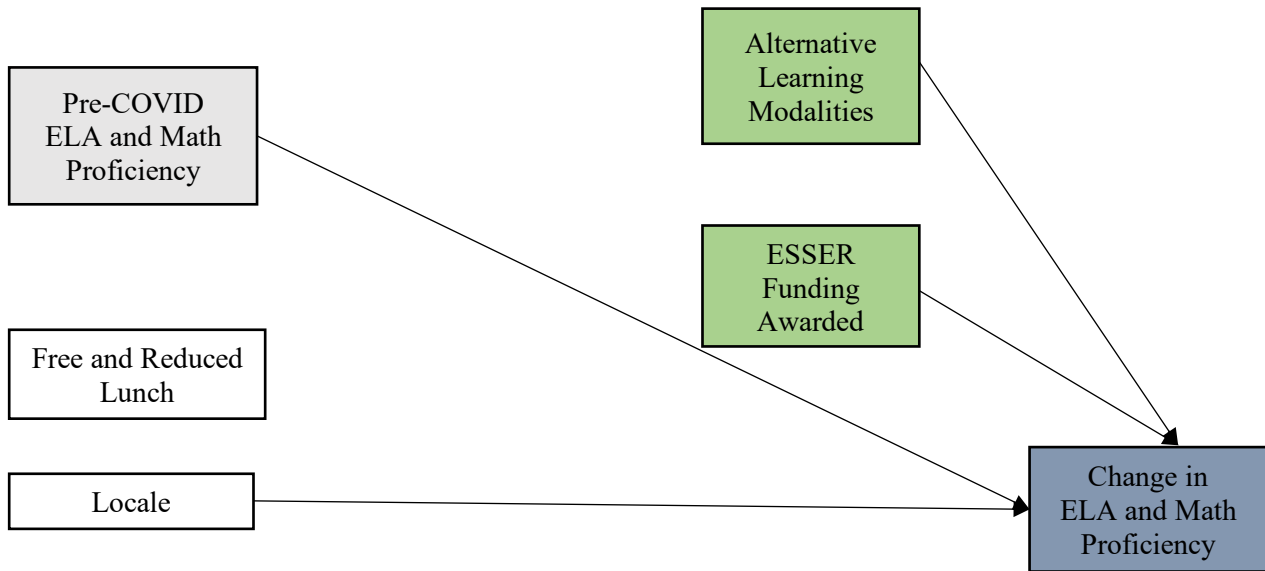 Alternative
Learning
Modalities
Pre-COVID
ELA and Math
Proficiency
ESSER
Funding
Awarded
Free and Reduced
Lunch
Locale
Change in
ELA and Math
Proficiency